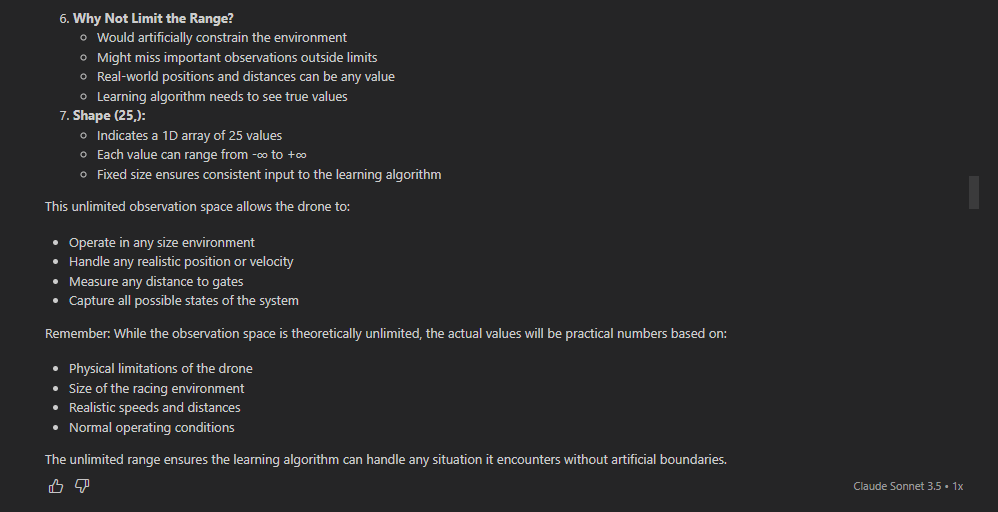 6. Why Not Limit the Range?
○ Would artificially constrain the environment
○ Might miss important observations outside limits
○ Real-world positions and distances can be any value
○ Learning algorithm needs to see true values
7. Shape (25,):
○ Indicates a 1D array of 25 values
○ Each value can range from -∞ to +∞
○ Fixed size ensures consistent input to the learning algorithm
This unlimited observation space allows the drone to:
• Operate in any size environment
• Handle any realistic position or velocity
• Measure any distance to gates
• Capture all possible states of the system
Remember: While the observation space is theoretically unlimited, the actual values will be practical numbers based on:
• Physical limitations of the drone
• Size of the racing environment
• Realistic speeds and distances
• Normal operating conditions
The unlimited range ensures the learning algorithm can handle any situation it encounters without artificial boundaries.
Claude Sonnet 3.5 • 1x